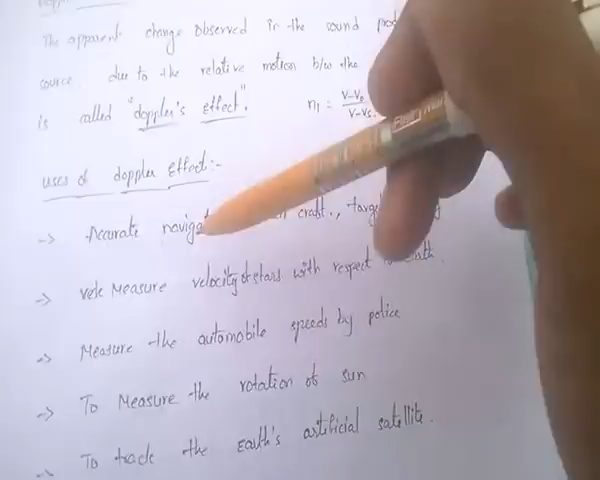 The apparent change observed in the sound
source due to the relative motion b/w the
is called "doppler's effect". n1 = V-V0/V-Vs
uses of doppler effect:-
-> Accurate craft.,
-> Measure velocity of stars with respect
-> Measure the automobile speeds by police
-> To Measure the rotation of sun
-> To track the Earth's artificial satellite.